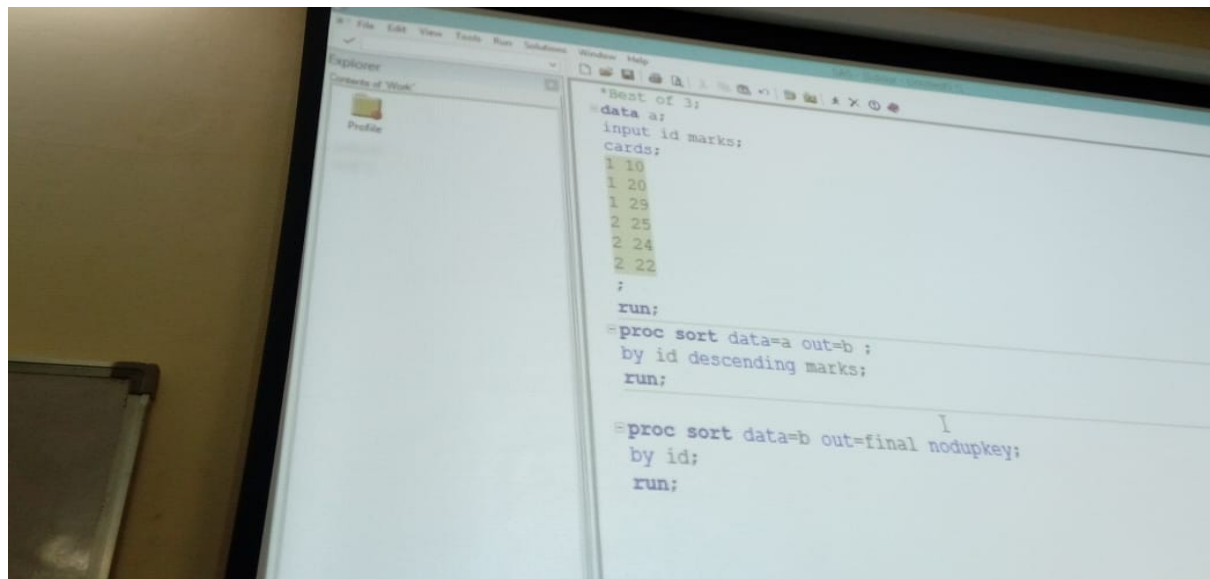 File Edit View Tools Run Solutions Window Help
Explorer
Contents of 'Work'
Profile
*Best of 3;
data a;
input id marks;
cards;
1 10
1 20
1 29
2 25
2 24
2 22
;
run;
proc sort data=a out=b ;
by id descending marks;
run;
proc sort data=b out=final nodupkey;
by id;
run;